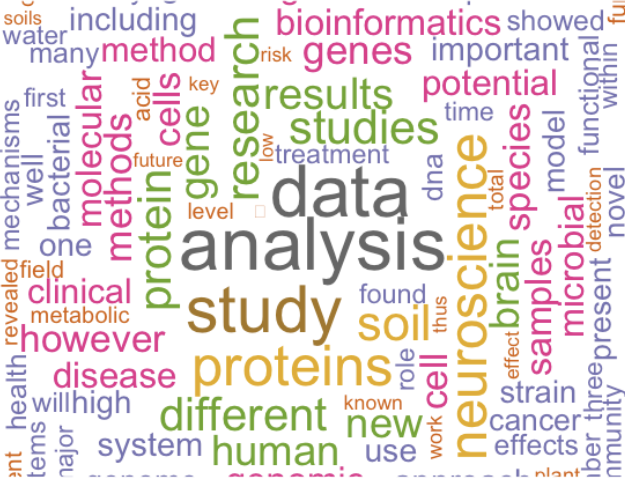 soils
including
bioinformatics
showed
water
many
method
research
risk
genes
important
functional
within
first
molecular
acid
cells
key
results
potential
time
mechanisms
well
bacterial
methods
future
gene
studies
low
treatment
dna
neuroscience
total
species
model
detection
novel
protein
level
data
one
analysis
brain
samples
microbial
present
revealed
field
clinical
metabolic
study
found
soil
thus
however
proteins
role
cell
effect
disease
health
will
high
known
different
new
work
strain
three
cancer
system
human
use
effects
major
genomic
approach
plant